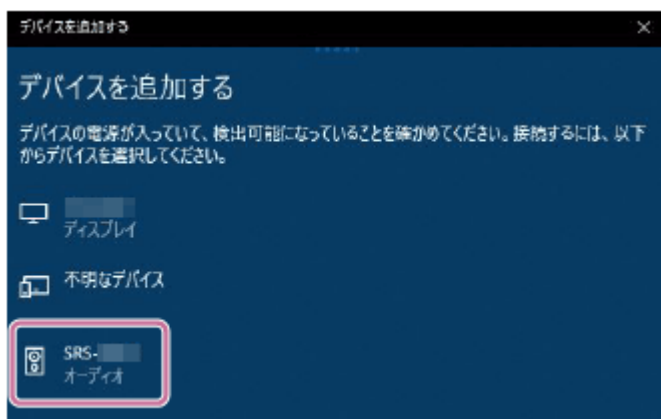 デバイスを追加する
デバイスを追加する
デバイスの電源が入っていて、検出可能になっていることを確かめてください。接続するには、以下
からデバイスを選択してください。
ディスプレイ
不明なデバイス
SRS-
オーディオ